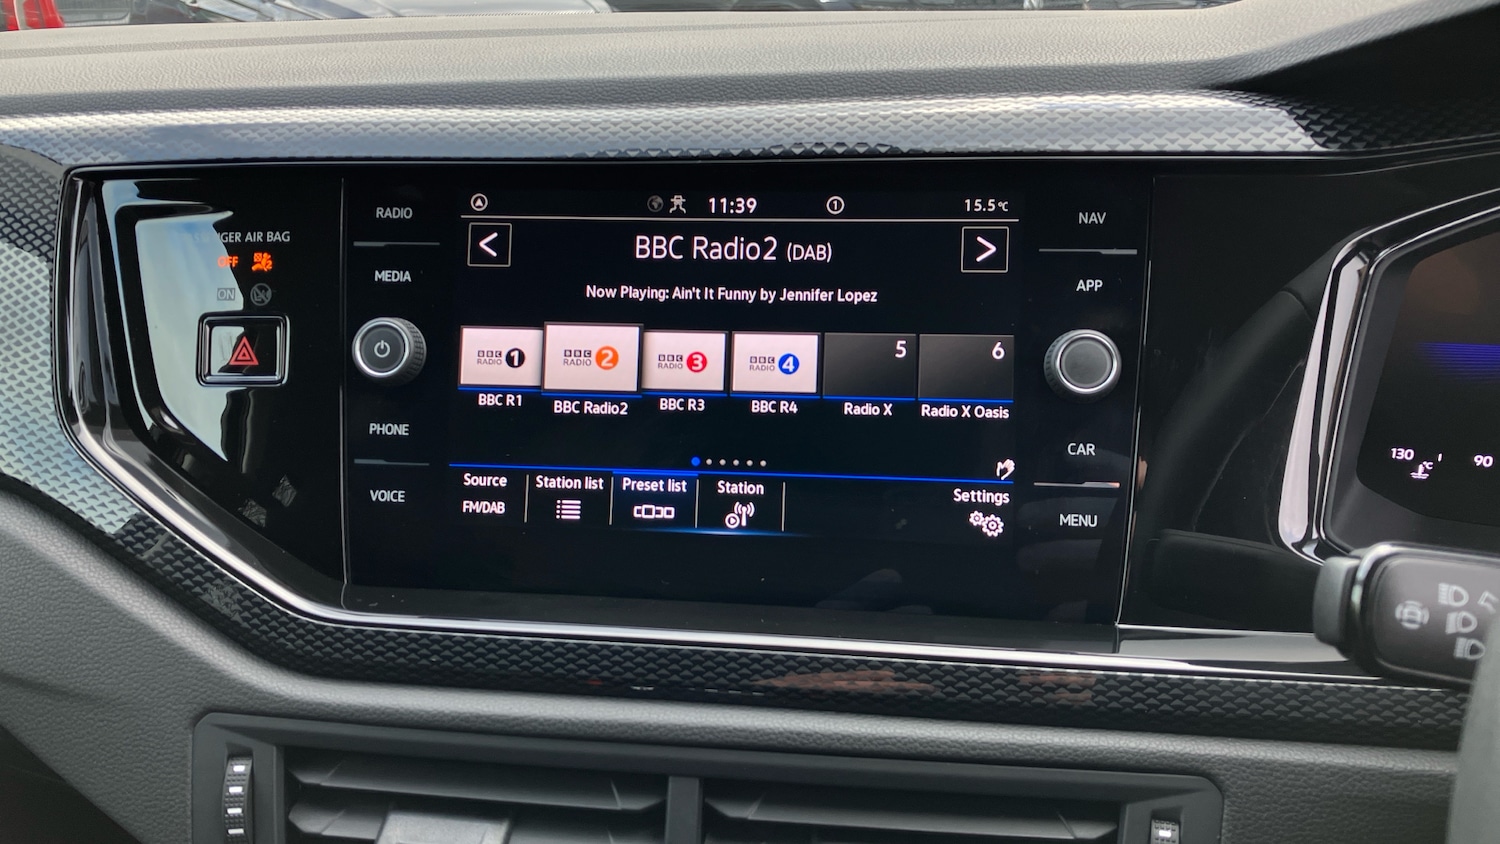 11:39
1
15.5°C
RADIO
NAV
BBC Radio2 (DAB)
AIR BAG
OFF
MEDIA
APP
Now Playing: Ain't It Funny by Jennifer Lopez
ON
BBC RADIO 1
BBC RADIO 2
BBC RADIO 3
BBC RADIO 4
5
6
BBC R1
BBC Radio2
BBC R3
BBC R4
Radio X
Radio X Oasis
PHONE
CAR
130
°C
90
Source
Station list
Preset list
Station
Settings
FM/DAB
VOICE
MENU